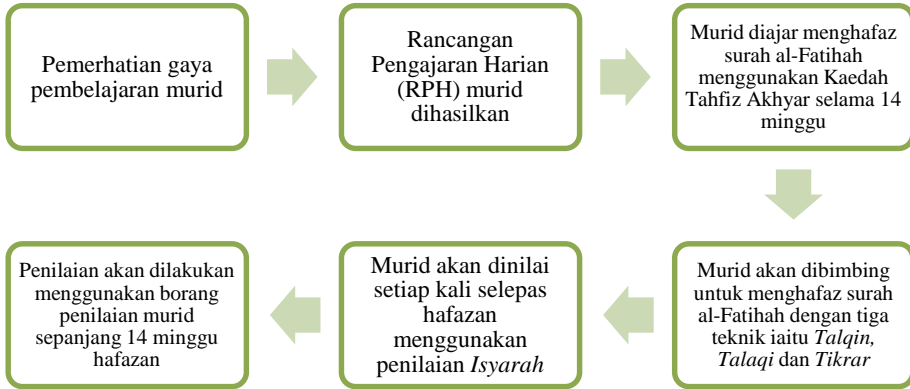 Pemerhatian gaya
pembelajaran murid
Rancangan
Pengajaran Harian
(RPH) murid
dihasilkan
Murid diajar menghafaz
surah al-Fatihah
menggunakan Kaedah
Tahfiz Akhyar selama 14
minggu
Murid akan dibimbing
untuk menghafaz surah
al-Fatihah dengan tiga
teknik iaitu Talqin,
Talaqi dan Tikrar
Murid akan dinilai
setiap kali selepas
hafazan
menggunakan
penilaian Isyarah
Penilaian akan dilakukan
menggunakan borang
penilaian murid
sepanjang 14 minggu
hafazan